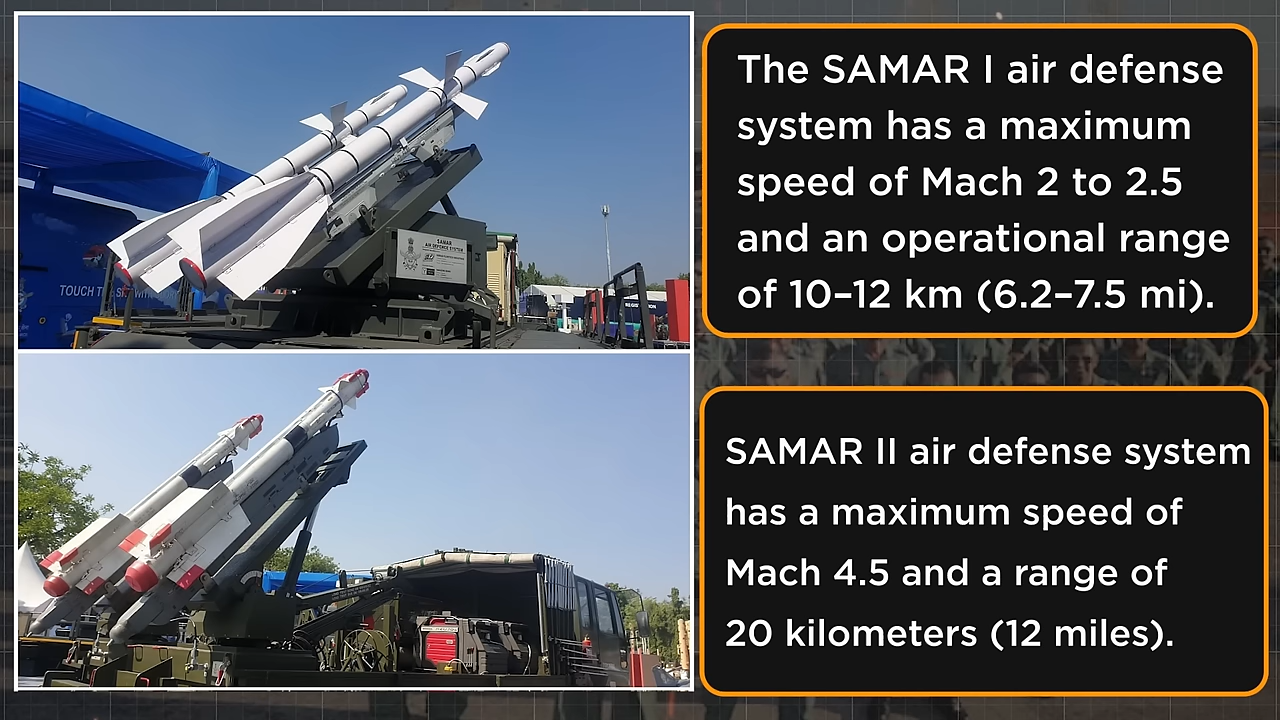 The SAMAR I air defense
system has a maximum
speed of Mach 2 to 2.5
and an operational range
of 10–12 km (6.2–7.5 mi).
SAMAR II air defense system
has a maximum speed of
Mach 4.5 and a range of
20 kilometers (12 miles).
SAMAR
AIR DEFENCE SYSTEM
TOUCH